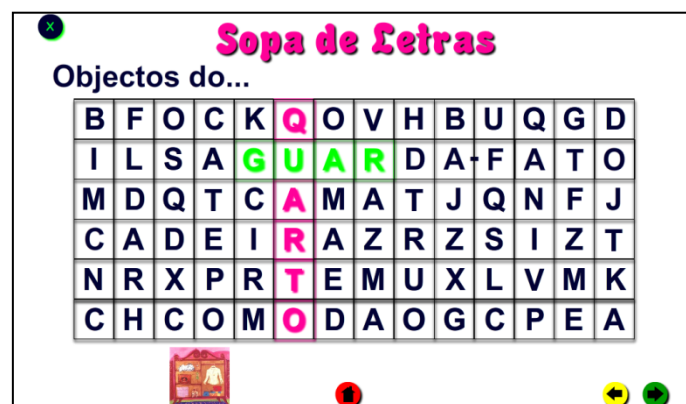 X
Sopa de Letras
Objectos do...
B F O C K Q O V H B U Q G D
I L S A G U A R D A - F A T O
M D Q T C A M A T J Q N F J
C A D E I R A Z R Z S I Z T
N R X P R T E M U X L V M K
C H C O M O D A O G C P E A